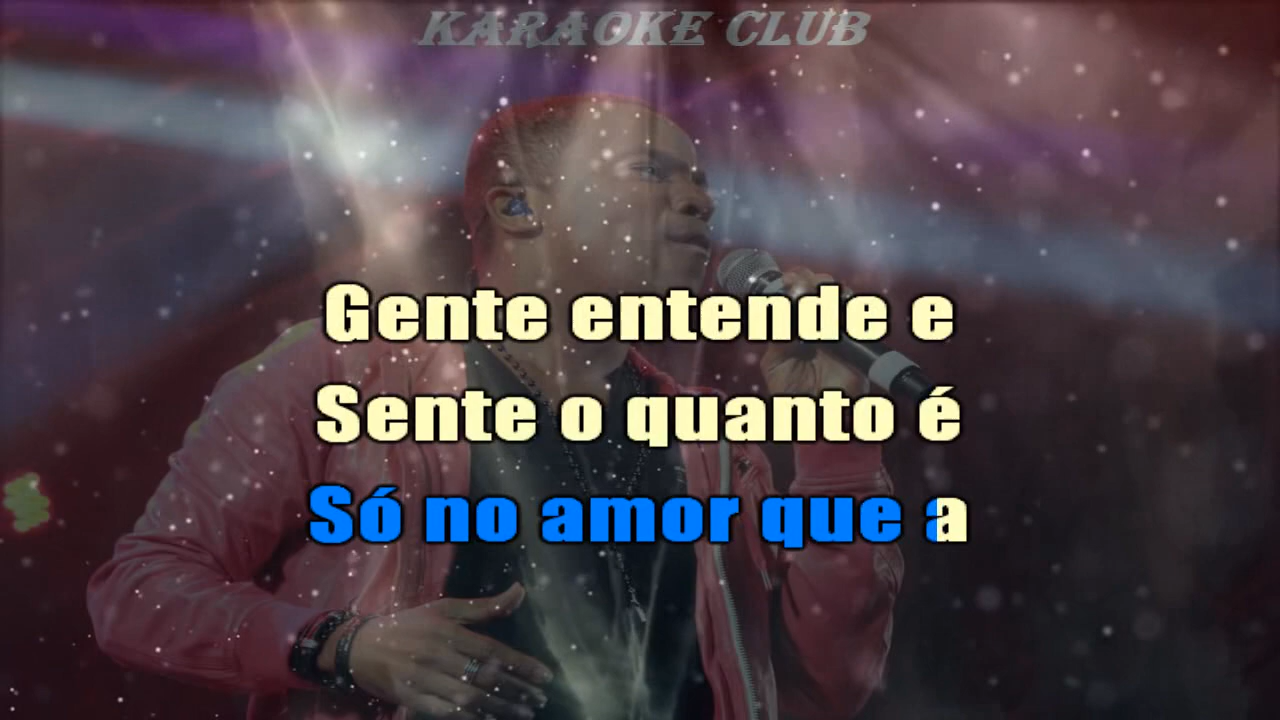 KARAOKE CLUB
Gente entende e
Sente o quanto é
Só no amor que a